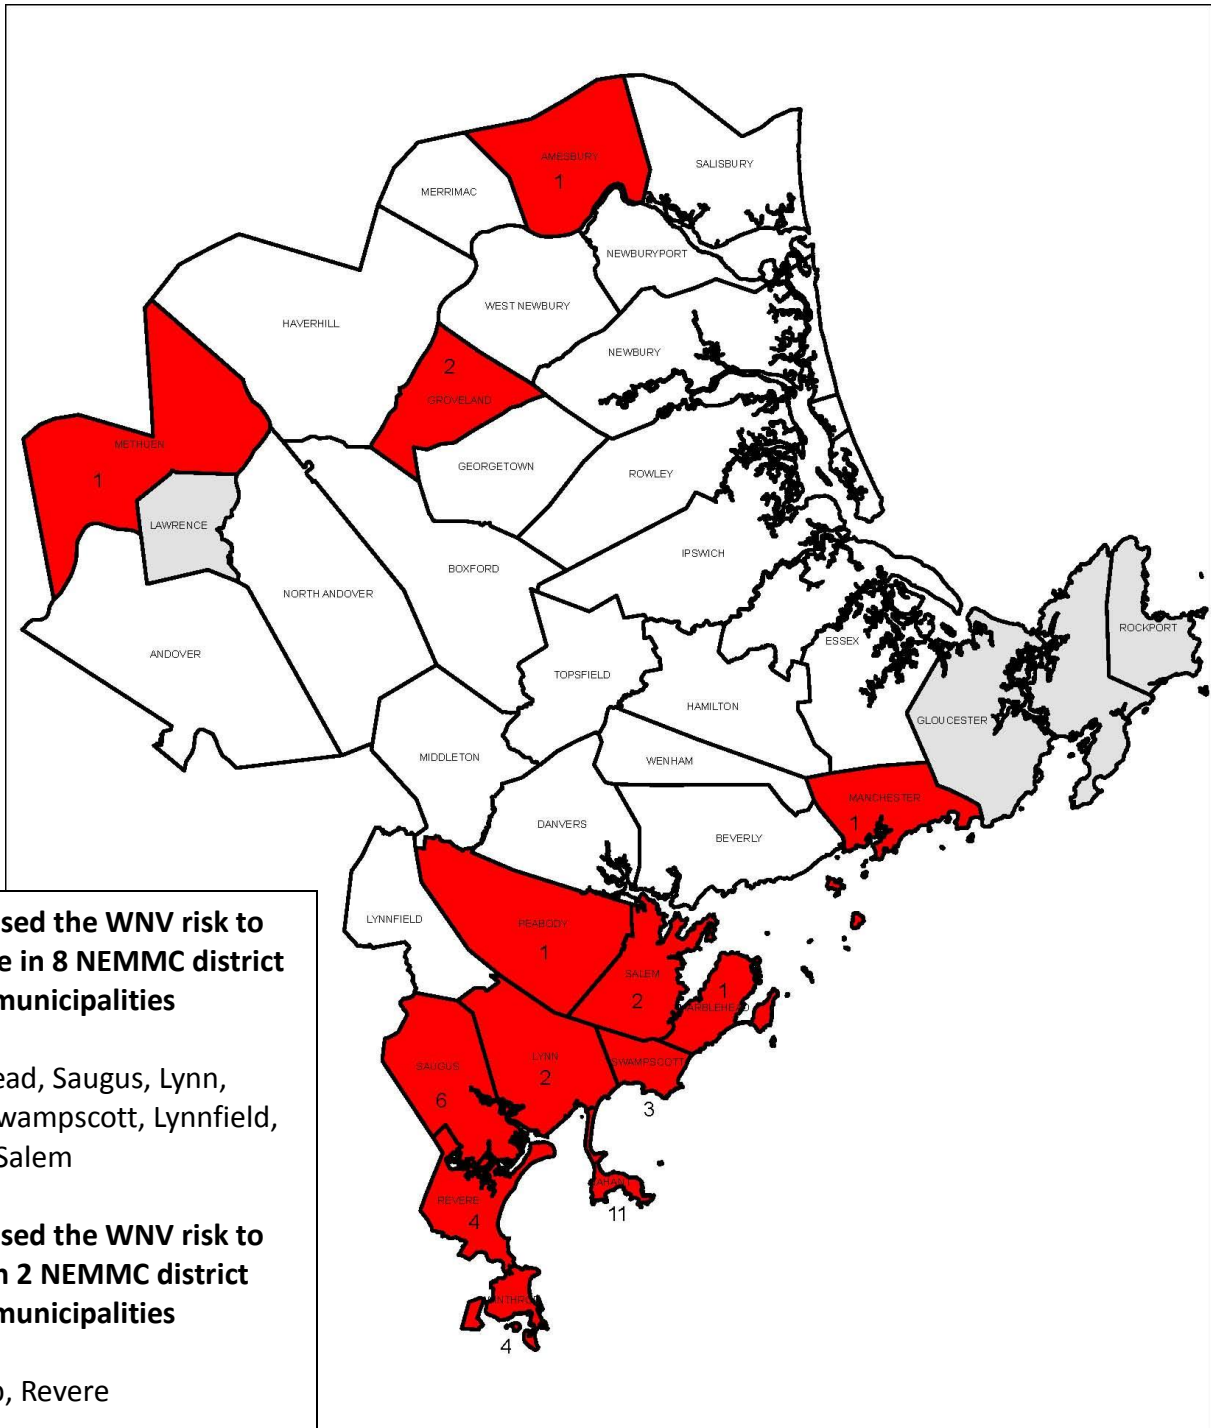 AMESBURY
1
SALISBURY
MERRIMAC
NEWBURYPORT
WEST NEWBURY
HAVERHILL
NEWBURY
2
GROVELAND
METHUEN
1
GEORGETOWN
ROWLEY
LAWRENCE
IPSWICH
BOXFORD
NORTH ANDOVER
ROCKPORT
ESSEX
ANDOVER
TOPSFIELD
HAMILTON
GLOUCESTER
MIDDLETON
WENHAM
MANCHESTER
1
DANVERS
BEVERLY
LYNNFIELD
PEABODY
1
SALEM
2
1
ARBLEHEAD
LYNN
2
SWAMPSCOTT
3
SAUGUS
6
AHANT
11
REVERE
4
INTHRO
4
sed the WNV risk to
e in 8 NEMMC district
municipalities
ead, Saugus, Lynn,
wampscott, Lynnfield,
Salem
sed the WNV risk to
n 2 NEMMC district
municipalities
o, Revere